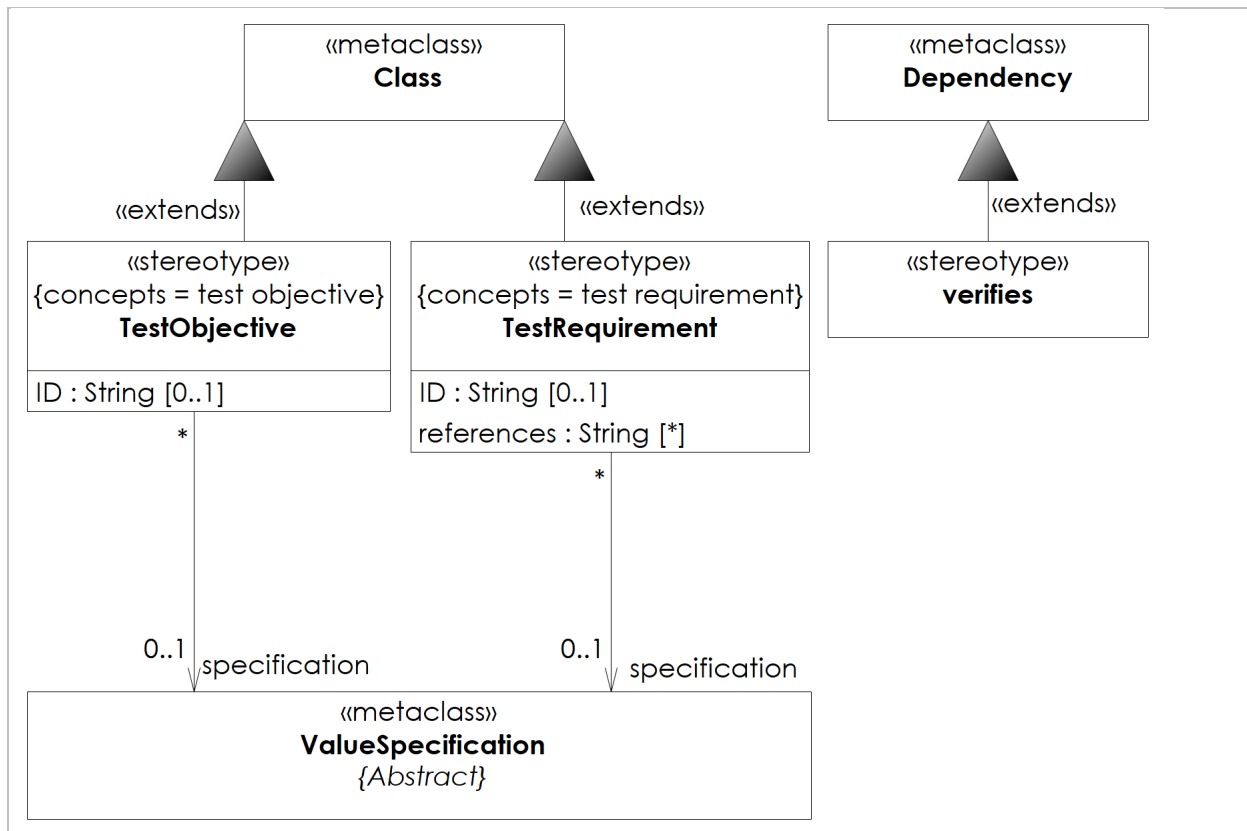 «metaclass»
Class
«metaclass»
Dependency
«extends»
«extends»
«extends»
«stereotype»
{concepts = test objective}
TestObjective
ID : String [0..1]
«stereotype»
{concepts = test requirement}
TestRequirement
ID : String [0..1]
references : String [*]
«stereotype»
verifies
*
*
0..1
specification
0..1
specification
«metaclass»
ValueSpecification
{Abstract}